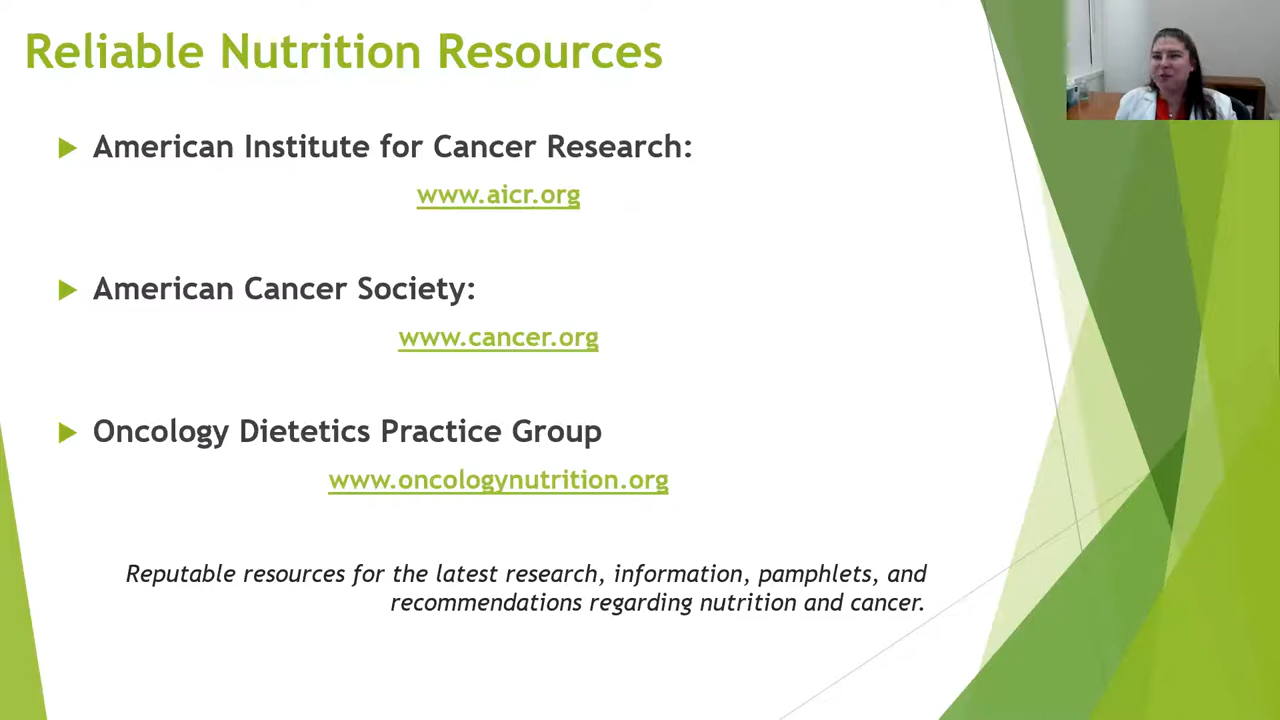 Reliable Nutrition Resources
American Institute for Cancer Research:
www.aicr.org
American Cancer Society:
www.cancer.org
Oncology Dietetics Practice Group
www.oncologynutrition.org
Reputable resources for the latest research, information, pamphlets, and
recommendations regarding nutrition and cancer.